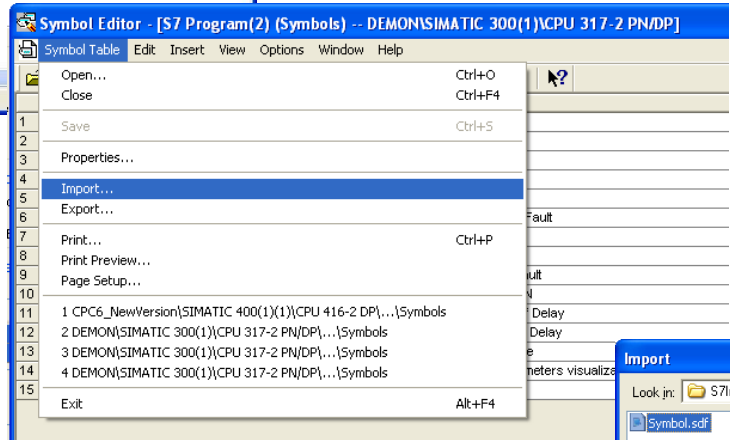 Symbol Editor - [S7 Program(2) (Symbols) -- DEMON\SIMATIC 300(1)\CPU 317-2 PN/DP]
Symbol Table Edit Insert View Options Window Help
Open... Ctrl+O
Close Ctrl+F4
1
Save Ctrl+S
2
3 Properties...
4
Import...
5
Export...
6 Fault
7 Print... Ctrl+P
8 Print Preview...
9 Page Setup... ault
10
11 1 CPC6_NewVersion\SIMATIC 400(1)(1)\CPU 416-2 DP\...\Symbols Delay
12 2 DEMON\SIMATIC 300(1)\CPU 317-2 PN/DP\...\Symbols Delay
13 3 DEMON\SIMATIC 300(1)\CPU 317-2 PN/DP\...\Symbols e
14 4 DEMON\SIMATIC 300(1)\CPU 317-2 PN/DP\...\Symbols meters visualiza
15
Exit Alt+F4
Import
Look in: S7I
Symbol.sdf